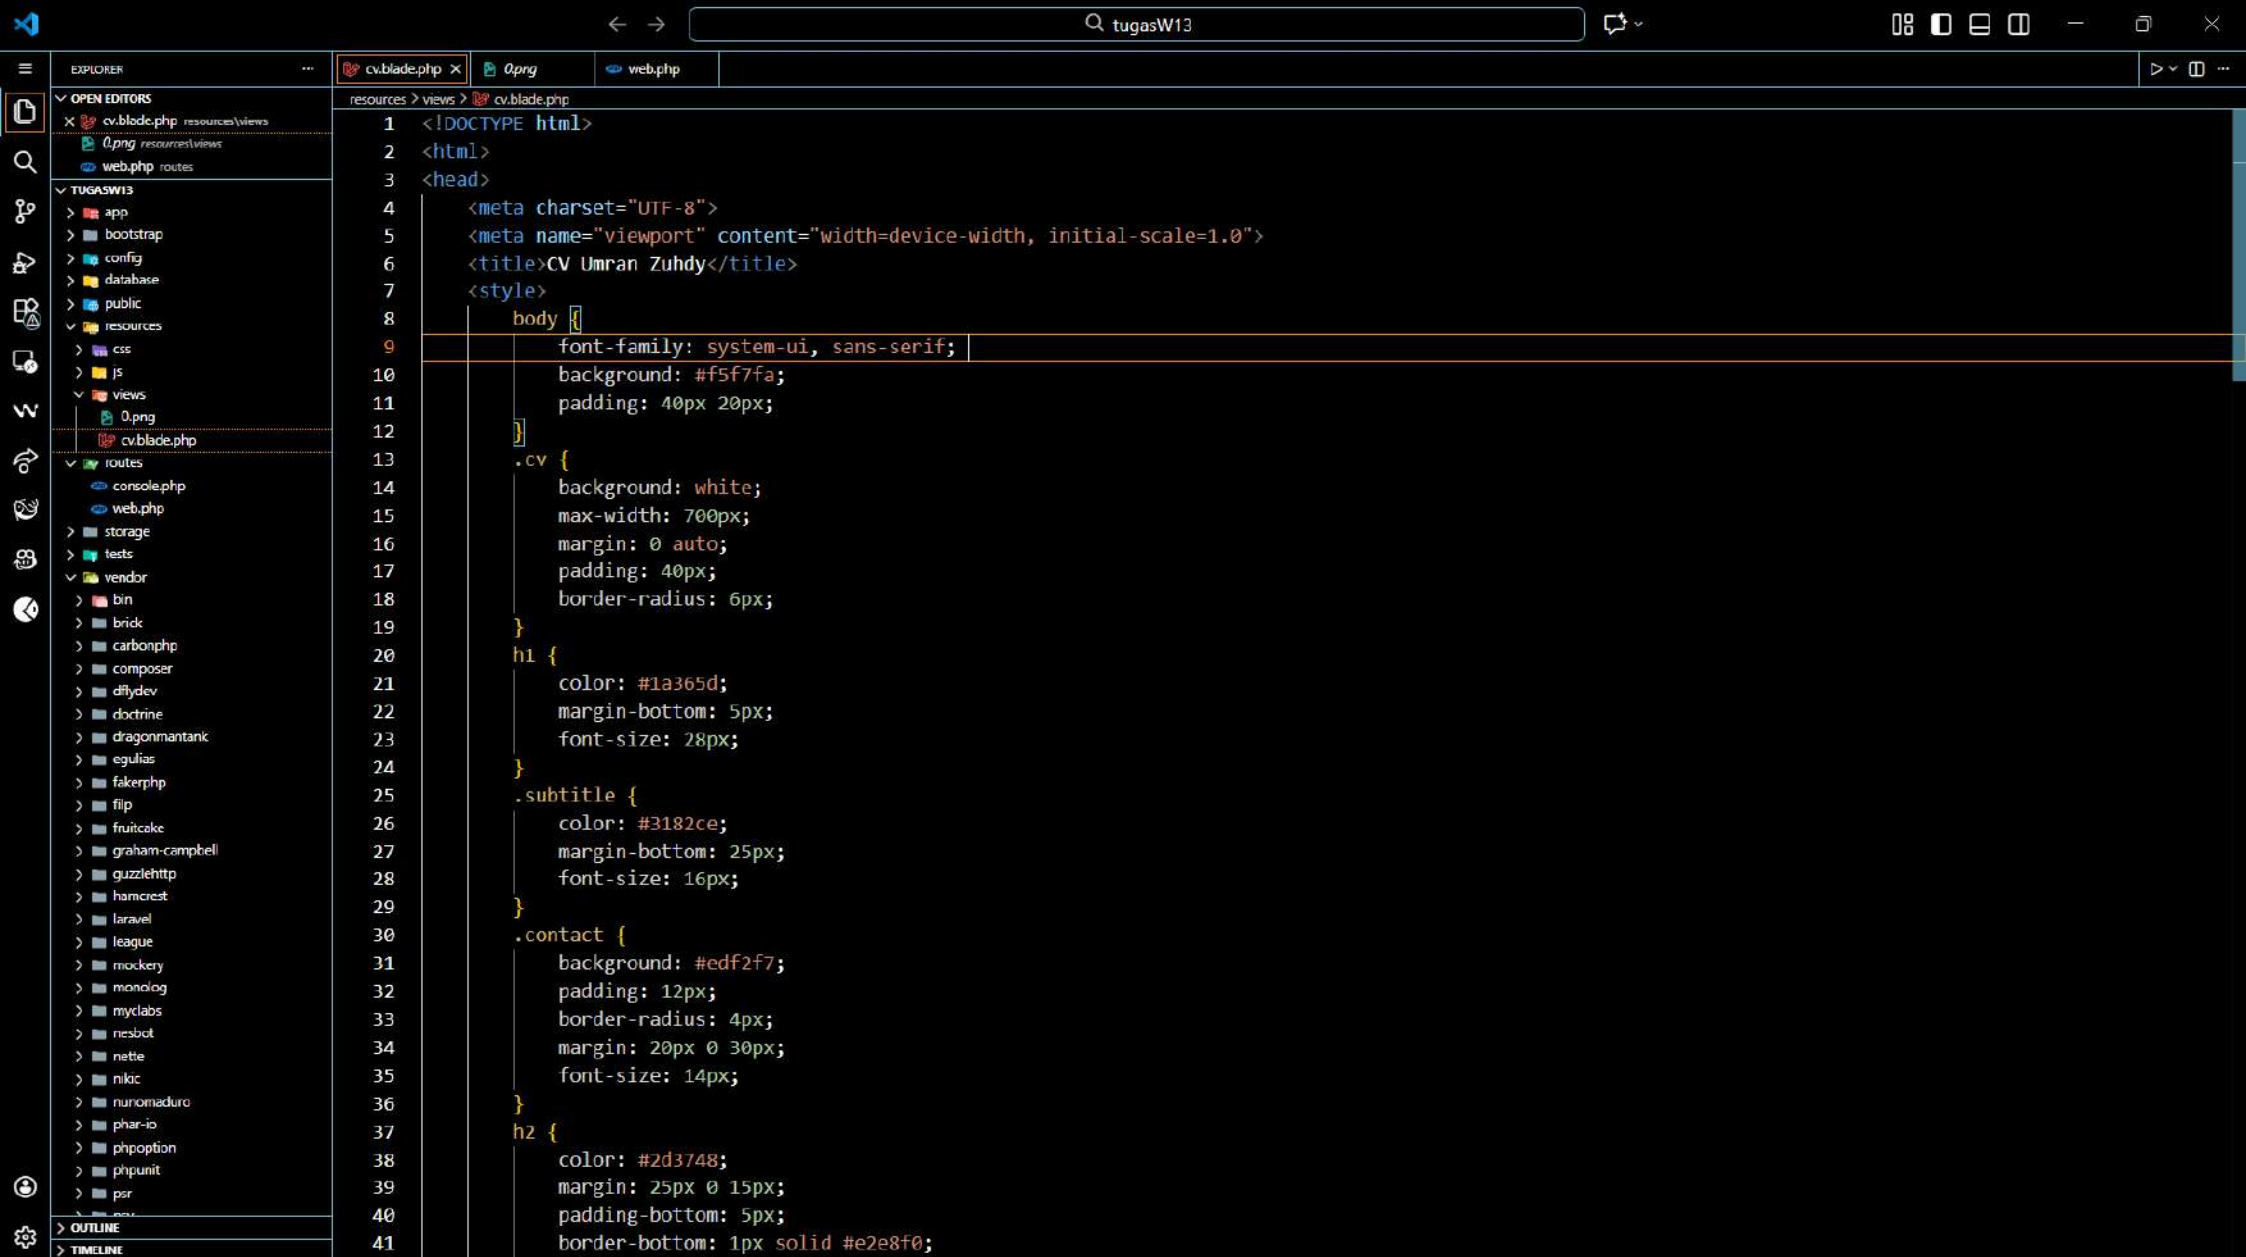 tugasW13
EXPLORER
OPEN EDITORS
cv.blade.php resources\views
0.png resources\views
web.php routes
TUGASW13
app
bootstrap
config
database
public
resources
css
js
views
0.png
cv.blade.php
routes
console.php
web.php
storage
tests
vendor
bin
brick
carbonphp
composer
dflydev
doctrine
dragonmantank
egulias
fakerphp
filp
fruitcake
graham-campbell
guzzlehttp
hamcrest
laravel
league
mockery
monolog
myclabs
nesbot
nette
nikic
nunomaduro
phar-io
phpoption
phpunit
psr
OUTLINE
TIMELINE
cv.blade.php 0.png web.php
resources > views > cv.blade.php
1 <!DOCTYPE html>
2 <html>
3 <head>
4 <meta charset="UTF-8">
5 <meta name="viewport" content="width=device-width, initial-scale=1.0">
6 <title>CV Umran Zuhdy</title>
7 <style>
8 body {
9 font-family: system-ui, sans-serif;
10 background: #f5f7fa;
11 padding: 40px 20px;
12 }
13 .cv {
14 background: white;
15 max-width: 700px;
16 margin: 0 auto;
17 padding: 40px;
18 border-radius: 6px;
19 }
20 h1 {
21 color: #1a365d;
22 margin-bottom: 5px;
23 font-size: 28px;
24 }
25 .subtitle {
26 color: #3182ce;
27 margin-bottom: 25px;
28 font-size: 16px;
29 }
30 .contact {
31 background: #edf2f7;
32 padding: 12px;
33 border-radius: 4px;
34 margin: 20px 0 30px;
35 font-size: 14px;
36 }
37 h2 {
38 color: #2d3748;
39 margin: 25px 0 15px;
40 padding-bottom: 5px;
41 border-bottom: 1px solid #e2e8f0;